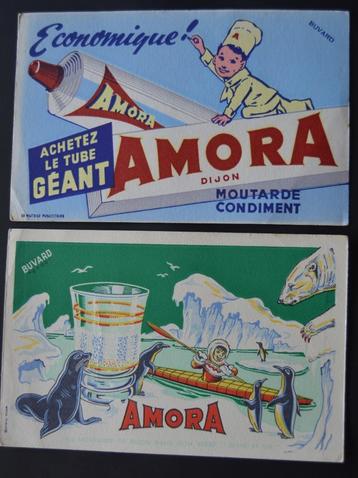 Economique!
BUVARD
AMORA
ACHETEZ
LE TUBE
GÉANT
AMORA
DIJON
MOUTARDE
CONDIMENT
BUVARD
AMORA